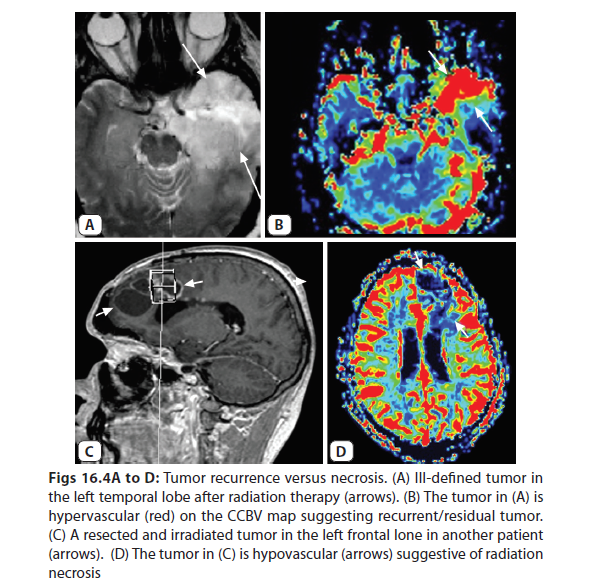 A
B
C
D
Figs 16.4A to D: Tumor recurrence versus necrosis. (A) Ill-defined tumor in
the left temporal lobe after radiation therapy (arrows). (B) The tumor in (A) is
hypervascular (red) on the CCBV map suggesting recurrent/residual tumor.
(C) A resected and irradiated tumor in the left frontal lone in another patient
(arrows). (D) The tumor in (C) is hypovascular (arrows) suggestive of radiation
necrosis